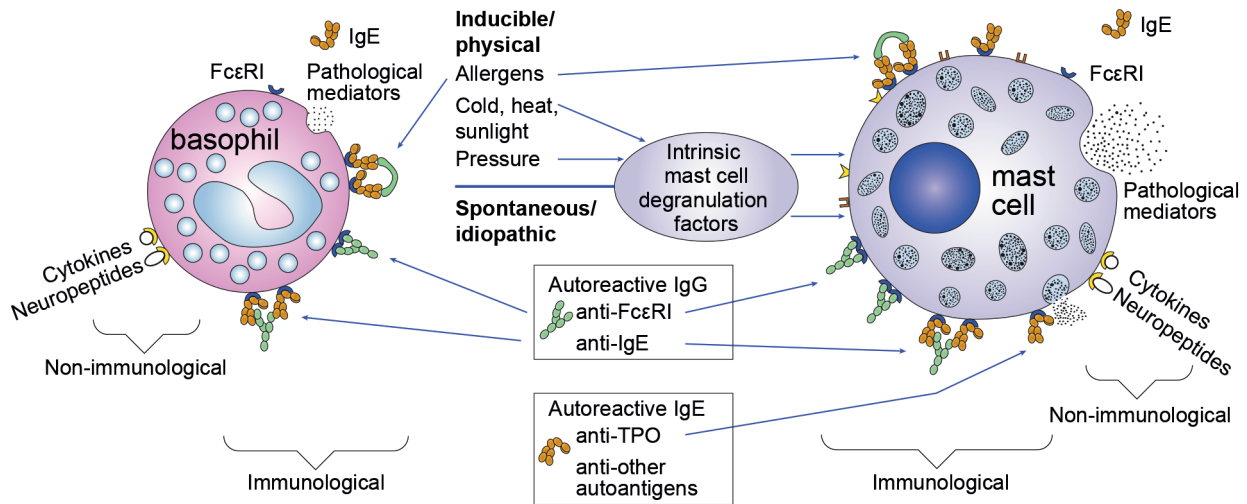 IgE
FcεRI
Pathological
mediators
basophil
Cytokines
Neuropeptides
Non-immunological
Immunological
Inducible/
physical
Allergens
Cold, heat,
sunlight
Pressure
Spontaneous/
idiopathic
Intrinsic
mast cell
degranulation
factors
Autoreactive IgG
anti-FcεRI
anti-IgE
Autoreactive IgE
anti-TPO
anti-other
autoantigens
IgE
FcεRI
mast
cell
Pathological
mediators
Cytokines
Neuropeptides
Non-immunological
Immunological